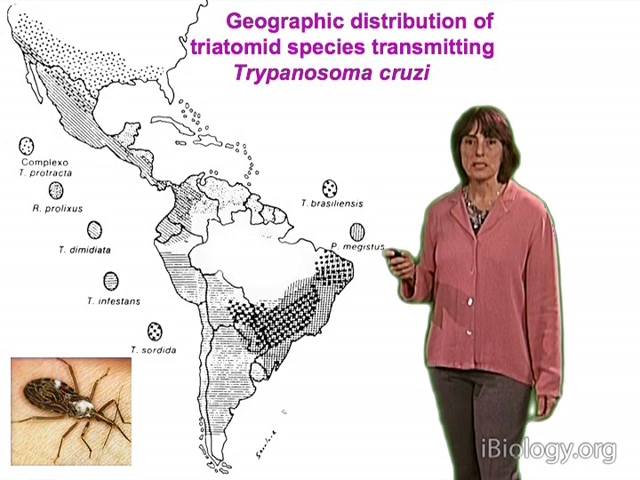 Geographic distribution of
triatomid species transmitting
Trypanosoma cruzi
Complexo
T. protracta
R. prolixus
T. dimidiata
T. infestans
T. sordida
T. brasiliensis
P. megistus
iBiology.org